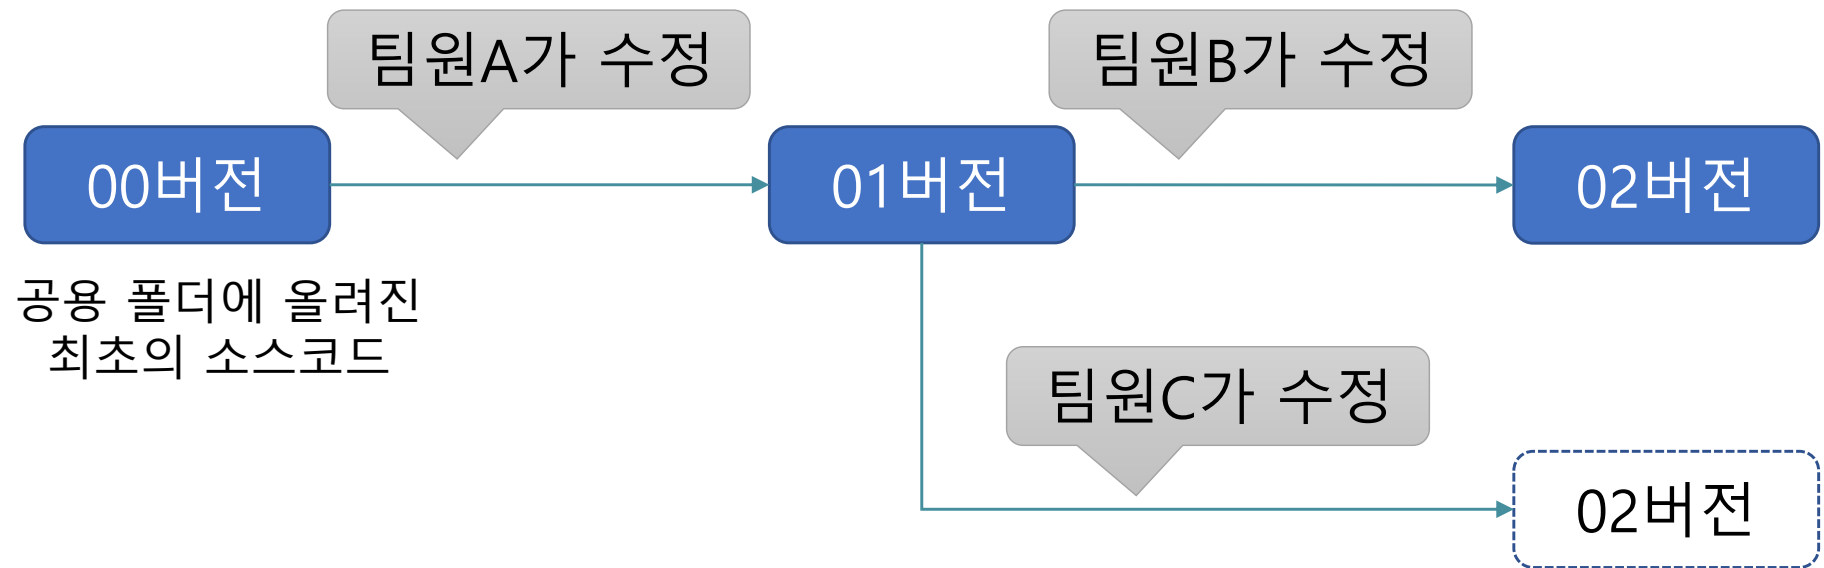 팀원A가 수정
팀원B가 수정
00버전
01버전
02버전
공용 폴더에 올려진
최초의 소스코드
팀원C가 수정
02버전